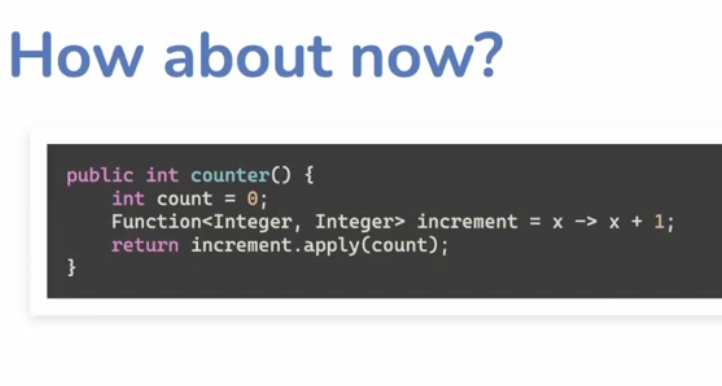 How about now?
public int counter() {
    int count = 0;
    Function<Integer, Integer> increment = x -> x + 1;
    return increment.apply(count);
}